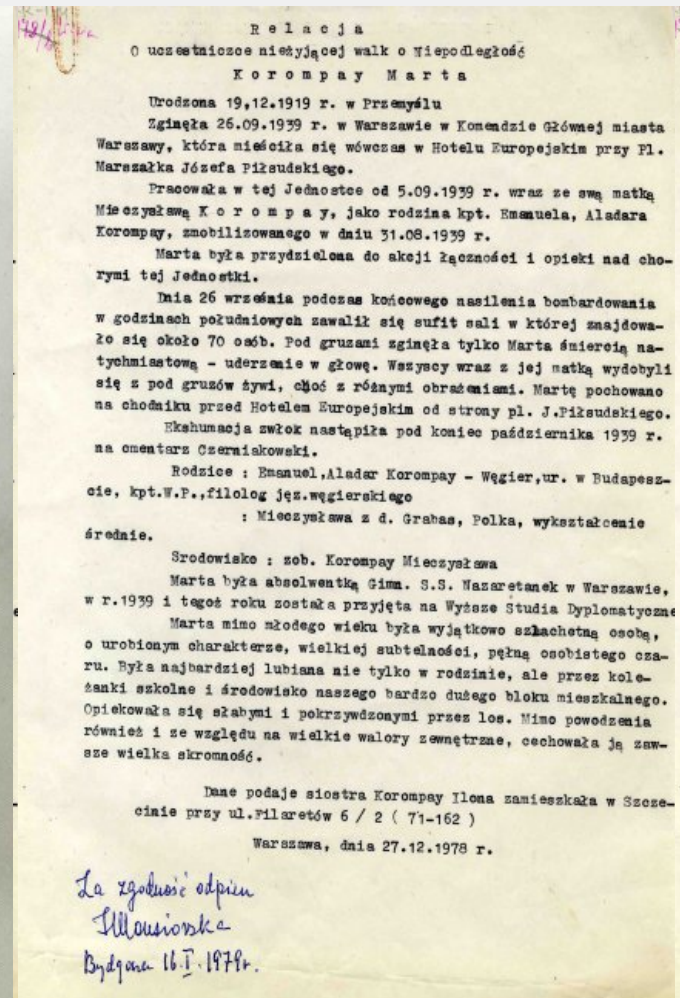 R e l a c j a
O uczestniczce nieżyjącej walk o Niepodległość
K o r o m p a y  M a r t a
Urodzona 19,12.1919 r. w Przemyślu
Zginęła 26.09.1939 r. w Warszawie w Komendzie Głównej miasta
Warszawy, która mieściła się wówczas w Hotelu Europejskim przy Pl.
Marszałka Józefa Piłsudskiego.
Pracowała w tej Jednostce od 5.09.1939 r. wraz ze swą matką
Mieczysławą K o r o m p a y, jako rodzina kpt. Emanuela, Aladara
Korompay, zmobilizowanego w dniu 31.08.1939 r.
Marta była przydzielona do akcji łączności i opieki nad cho-
rymi tej Jednostki.
Dnia 26 września podczas końcowego nasilenia bombardowania
w godzinach południowych zawalił się sufit sali w której znajdowa-
ło się około 70 osób. Pod gruzami zginęła tylko Marta śmiercią na-
tychmiastową - uderzenie w głowę. Wszyscy wraz z jej matką wydobyli
się z pod gruzów żywi, choć z różnymi obrażeniami. Martę pochowano
na chodniku przed Hotelem Europejskim od strony pl. J.Piłsudskiego.
Ekshumacja zwłok nastąpiła pod koniec października 1939 r.
na cmentarz Czerniakowski.
Rodzice : Emanuel,Aladar Korompay - Węgier,ur. w Budapesz-
cie, kpt.W.P.,filolog jęz.węgierskiego
: Mieczysława z d. Grabas, Polka, wykształcenie
średnie.
Srodowisko : zob. Korompay Mieczysława
Marta była absolwentką Gimn. S.S. Nazaretanek w Warszawie,
w r.1939 i tegoż roku została przyjęta na Wyższe Studia Dyplomatyczne
Marta mimo młodego wieku była wyjątkowo szlachetną osobą,
o urobionym charakterze, wielkiej subtelności, pełną osobistego cza-
ru. Była najbardziej lubiana nie tylko w rodzinie, ale przez kole-
żanki szkolne i środowisko naszego bardzo dużego bloku mieszkalnego.
Opiekowała się słabymi i pokrzywdzonymi przez los. Mimo powodzenia
również i ze względu na wielkie walory zewnętrzne, cechowała ją zaw-
sze wielka skromność.
Dane podaje siostra Korompay Ilona zamieszkała w Szcze-
cinie przy ul.Filaretów 6 / 2 ( 71-162 )
Warszawa, dnia 27.12.1978 r.
Za zgodność odpisu
Bydgoszcz 16.I.1979r.